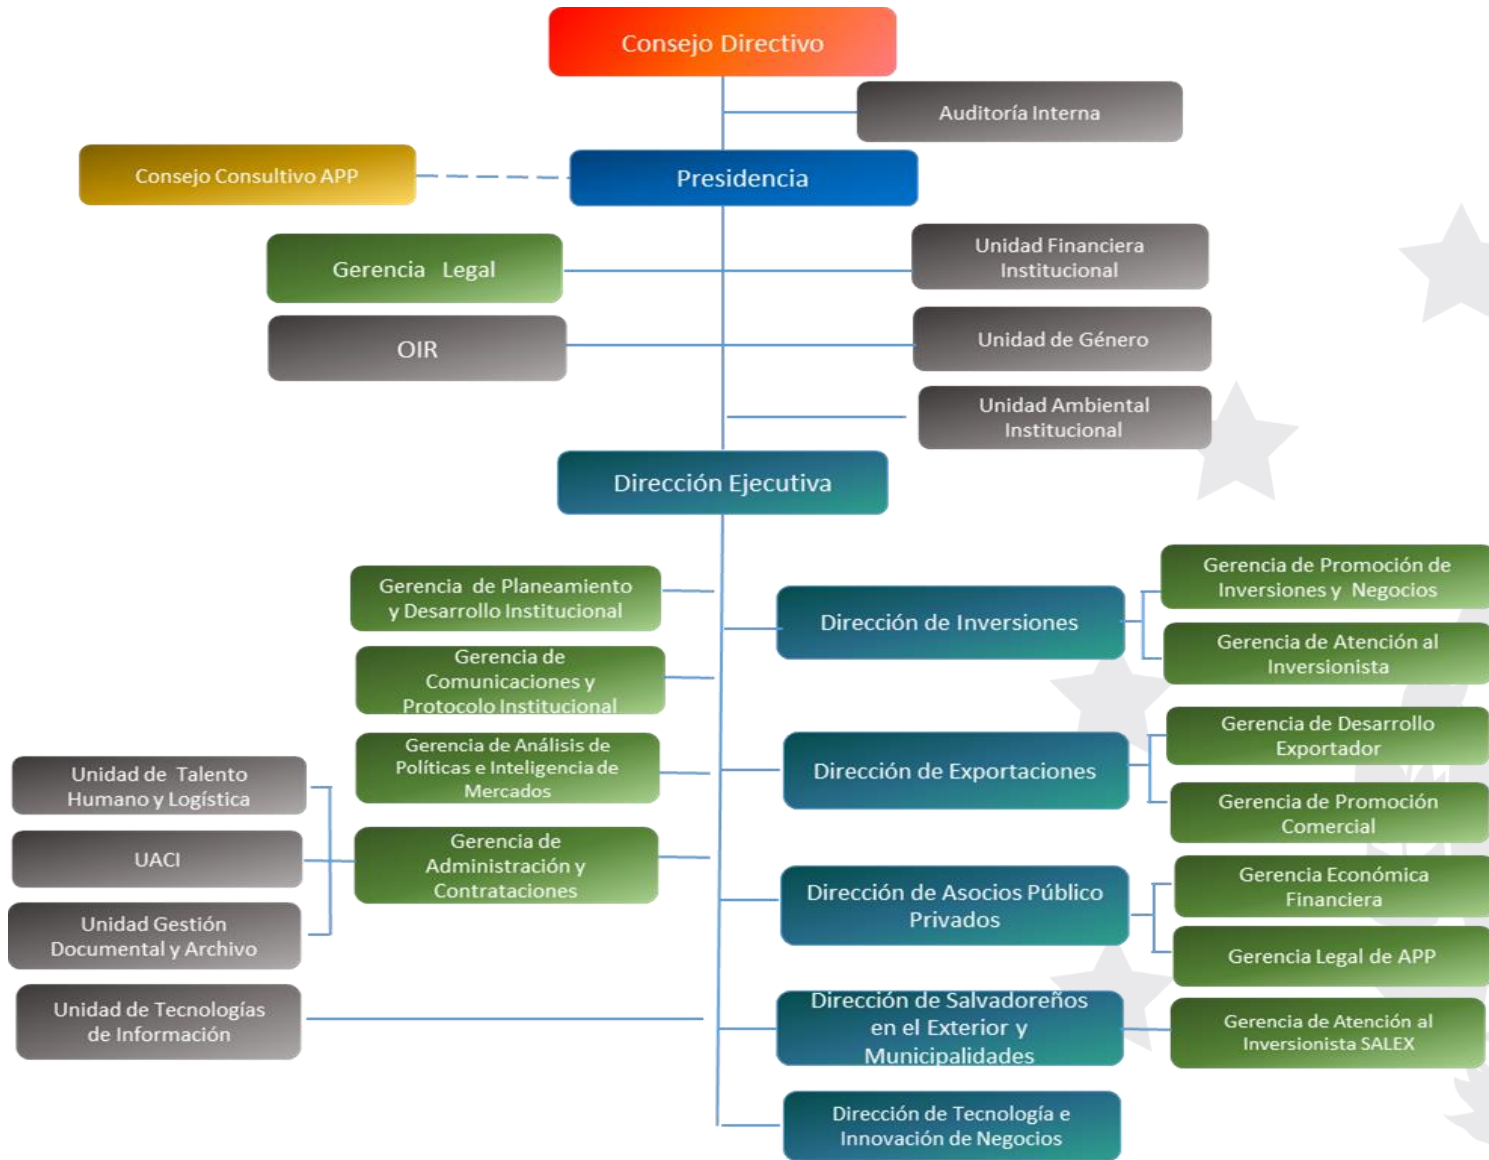 Consejo Directivo
Auditoría Interna
Consejo Consultivo APP
Presidencia
Gerencia Legal
Unidad Financiera
Institucional
OIR
Unidad de Género
Unidad Ambiental
Institucional
Dirección Ejecutiva
Gerencia de Planeamiento
y Desarrollo Institucional
Gerencia de
Comunicaciones y
Protocolo Institucional
Gerencia de Análisis de
Políticas e Inteligencia de
Mercados
Gerencia de
Administración y
Contrataciones
Unidad de Talento
Humano y Logística
UACI
Unidad Gestión
Documental y Archivo
Unidad de Tecnologías
de Información
Dirección de Inversiones
Gerencia de Promoción de
Inversiones y Negocios
Gerencia de Atención al
Inversionista
Dirección de Exportaciones
Gerencia de Desarrollo
Exportador
Gerencia de Promoción
Comercial
Dirección de Asocios Público
Privados
Gerencia Económica
Financiera
Gerencia Legal de APP
Dirección de Salvadoreños
en el Exterior y
Municipalidades
Gerencia de Atención al
Inversionista SALEX
Dirección de Tecnología e
Innovación de Negocios